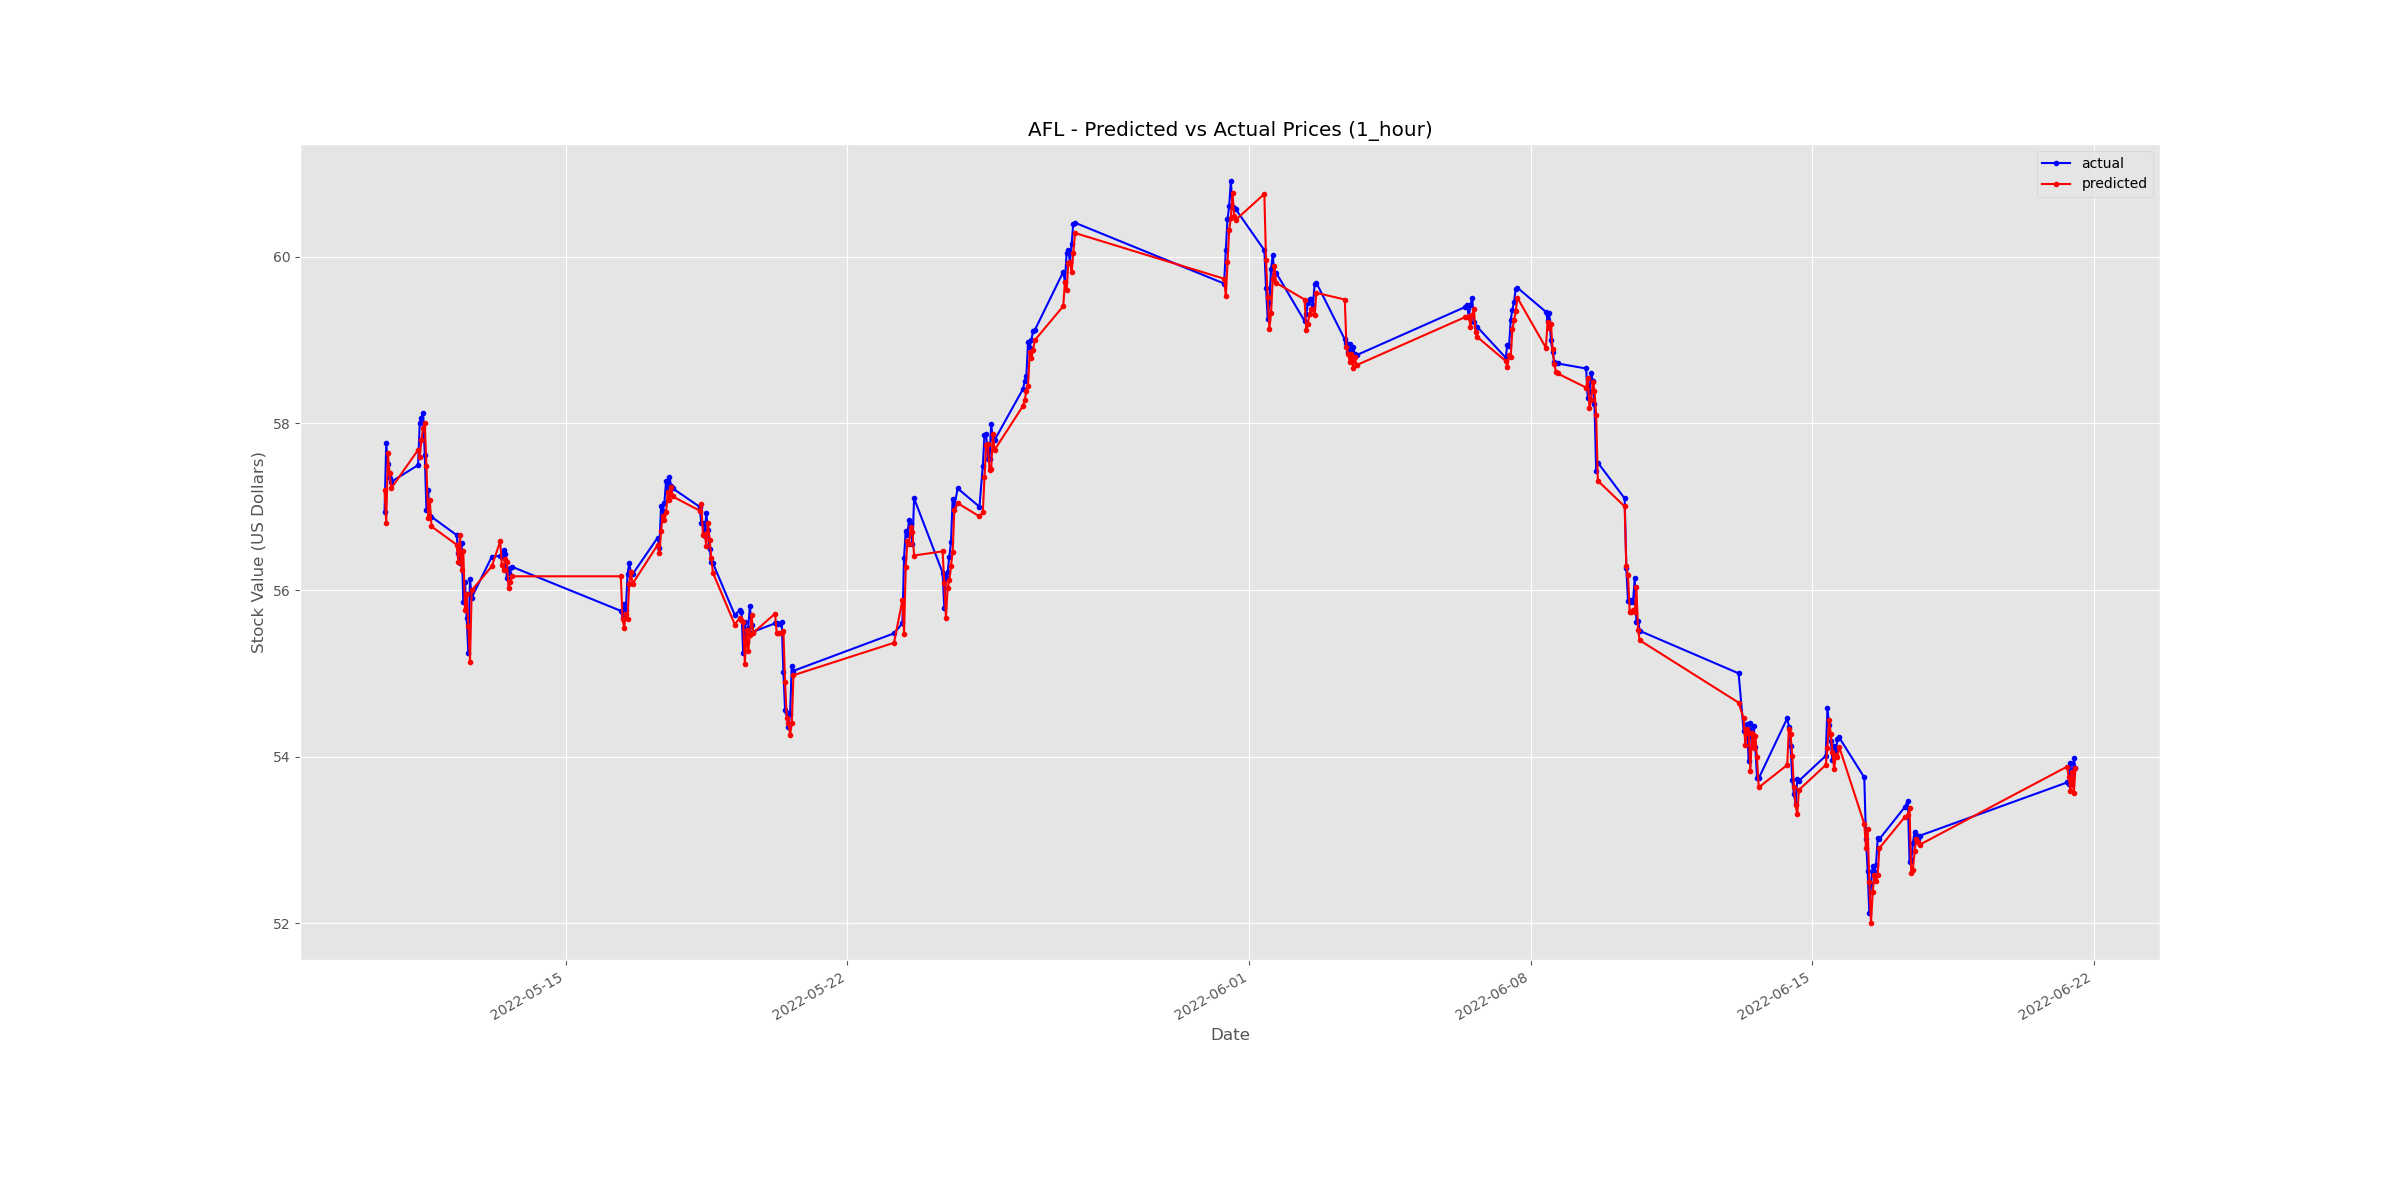 AFL - Predicted vs Actual Prices (1_hour)
actual
predicted
Stock Value (US Dollars)
60
58
56
54
52
2022-05-15
2022-05-22
2022-06-01
2022-06-08
2022-06-15
2022-06-22
Date